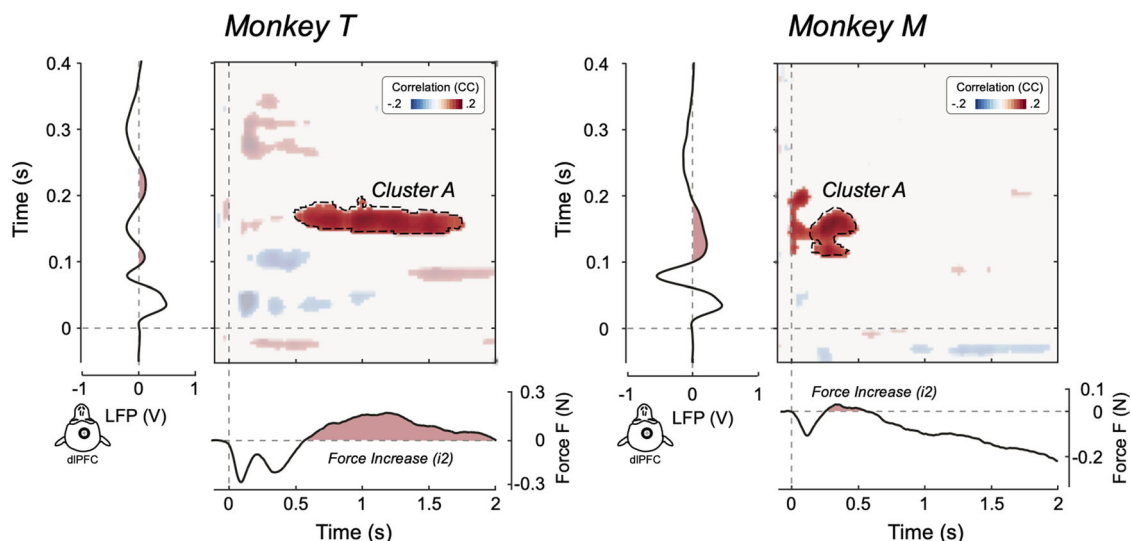 Monkey T
Monkey M
0.4
0.3
0.2
0.1
0
Time (s)
-1 0 1
LFP (V)
dlPFC
Correlation (CC)
-.2 .2
Cluster A
0.3
0
-0.3
Force F (N)
Force Increase (i2)
0 0.5 1 1.5 2
Time (s)
0.4
0.3
0.2
0.1
0
Time (s)
-1 0 1
LFP (V)
dlPFC
Correlation (CC)
-.2 .2
Cluster A
0.1
0
-0.2
Force F (N)
Force Increase (i2)
0 0.5 1 1.5 2
Time (s)